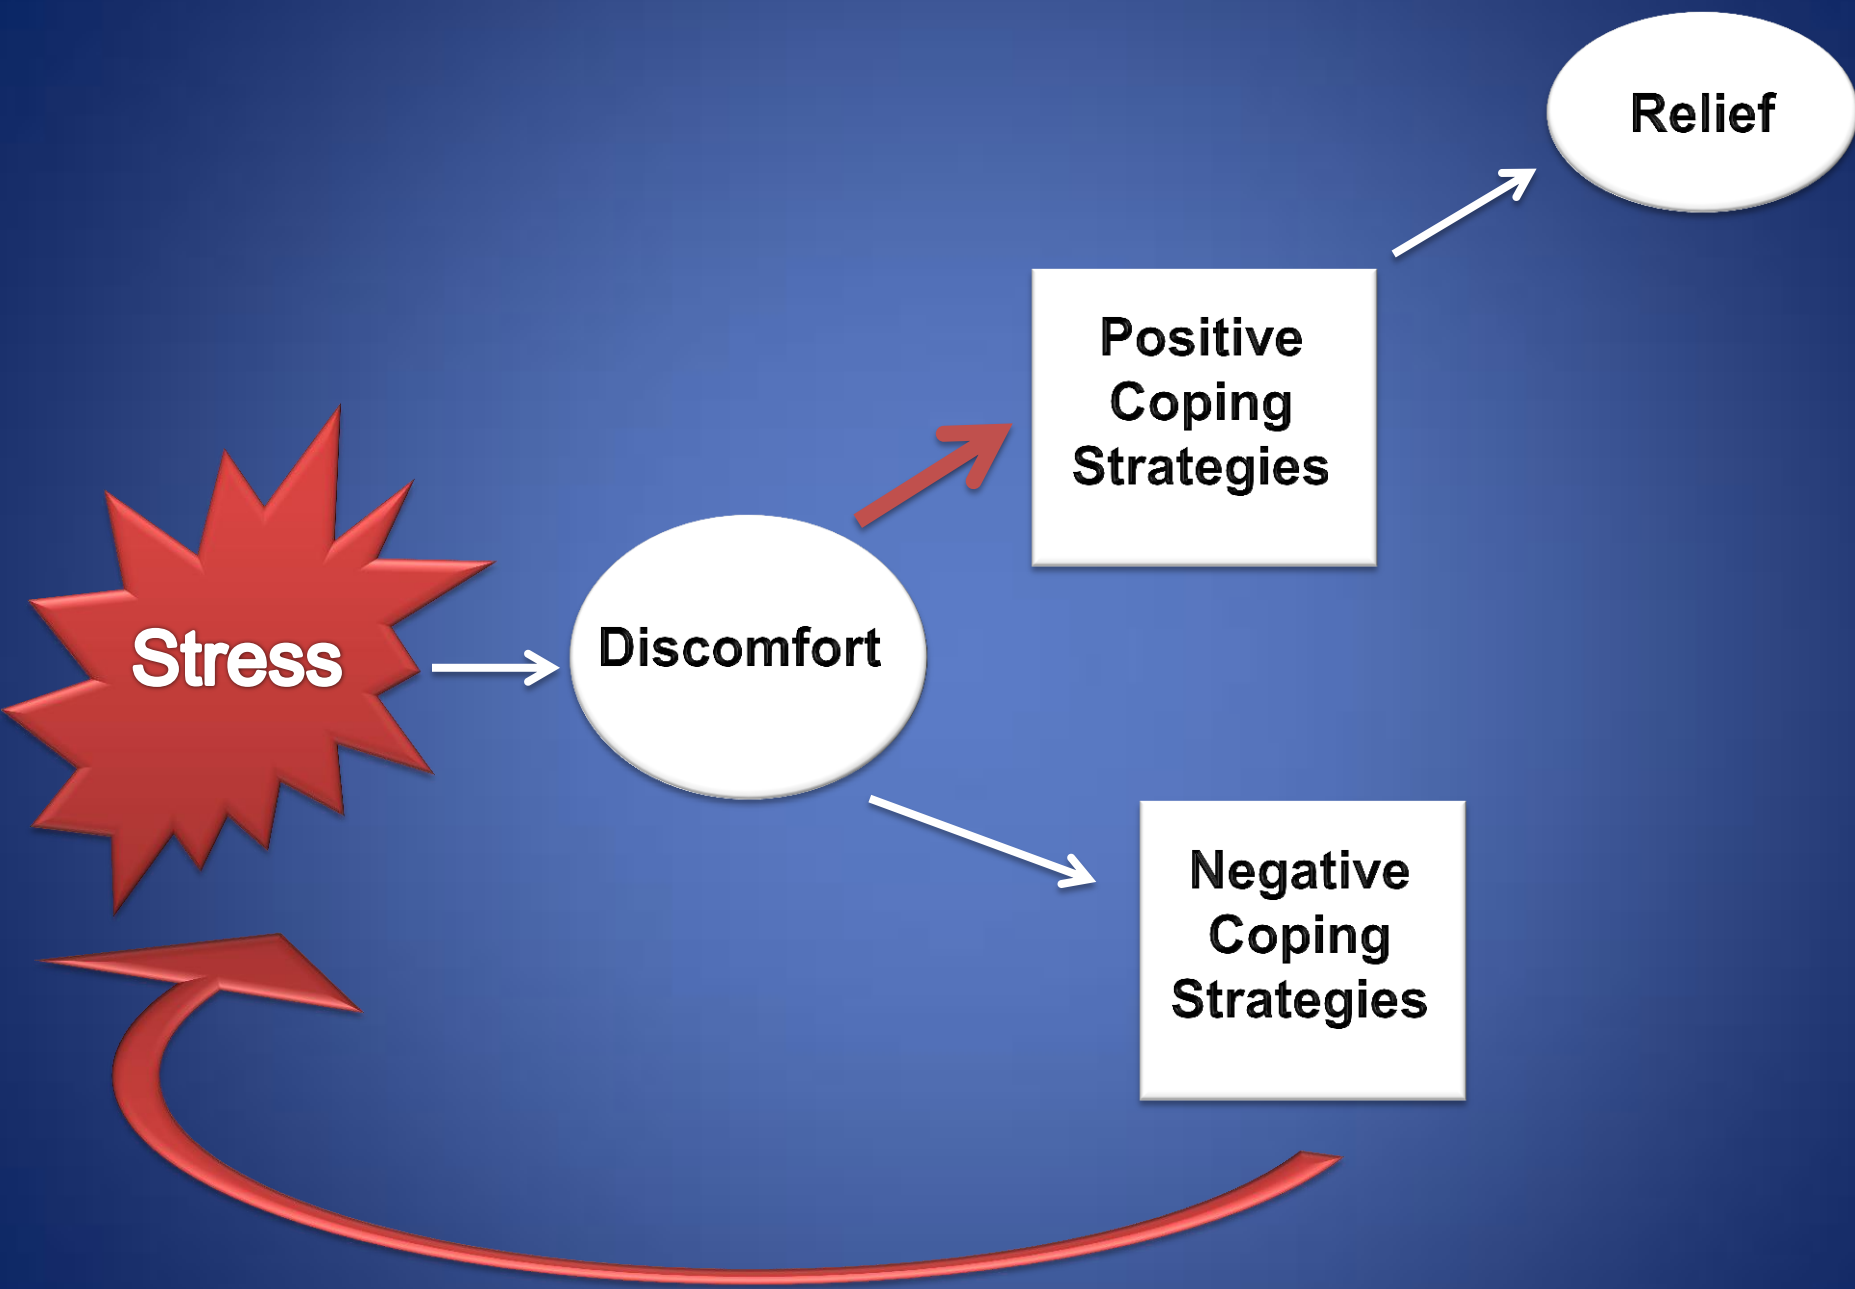 Relief
Positive
Coping
Strategies
Stress
Discomfort
Negative
Coping
Strategies